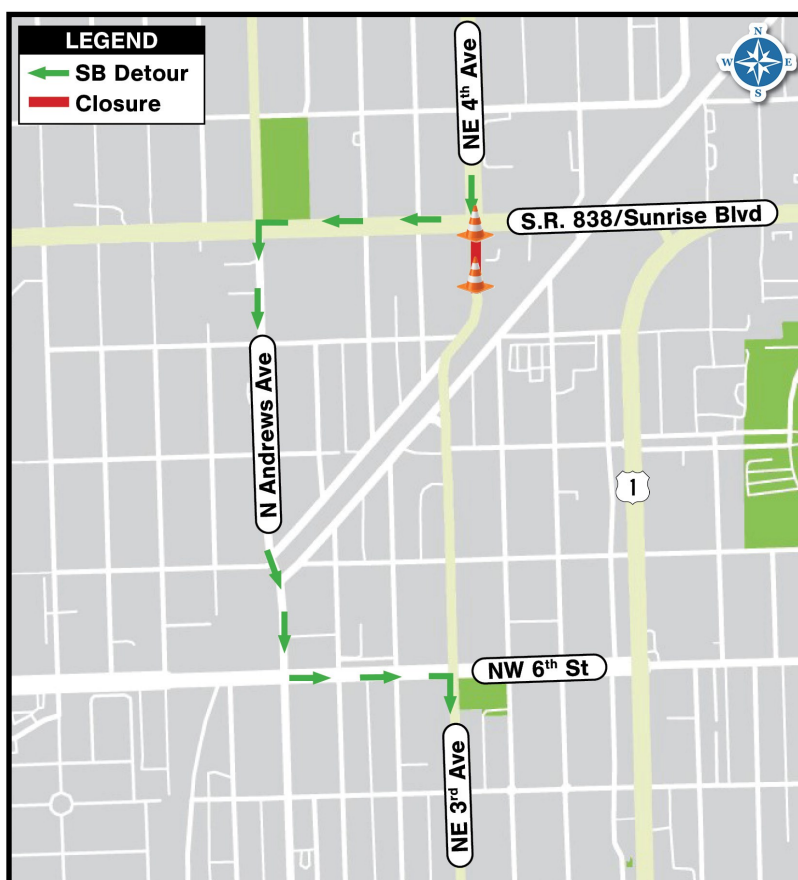 LEGEND
SB Detour
Closure
N
W E
S
NE 4th Ave
S.R. 838/Sunrise Blvd
N Andrews Ave
1
NW 6th St
NE 3rd Ave